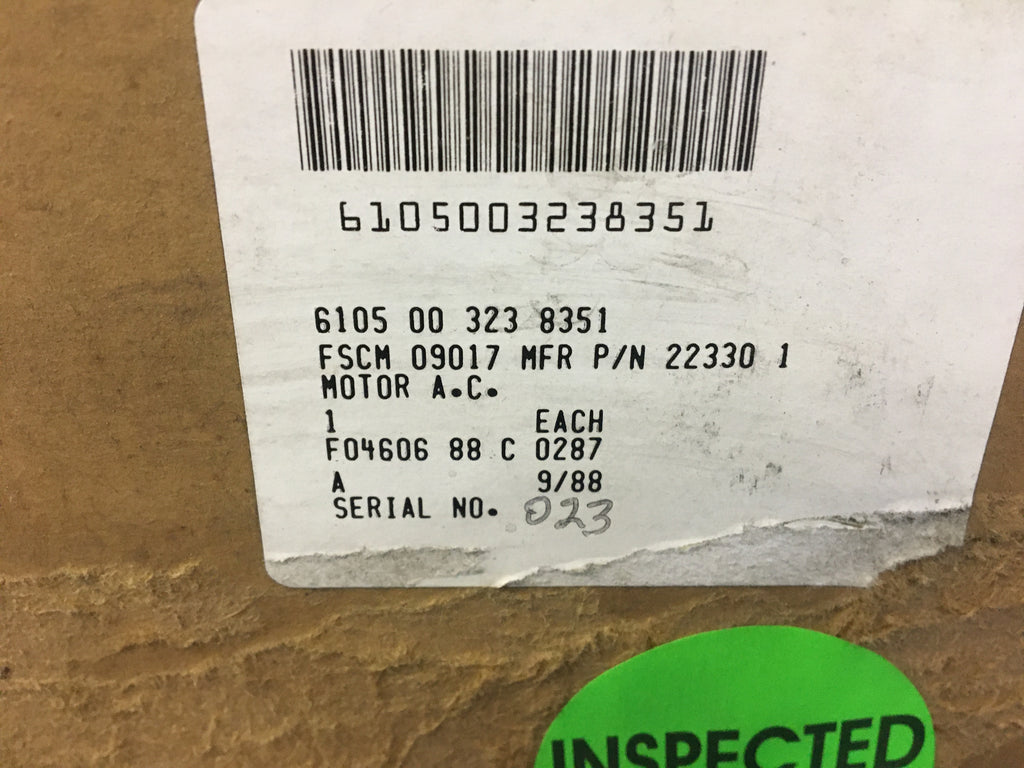 6105003238351
6105 00 323 8351
FSCM 09017 MFR P/N 22330 1
MOTOR A.C.
1 EACH
F04606 88 C 0287
A 9/88
SERIAL NO. 023
INSPECTED